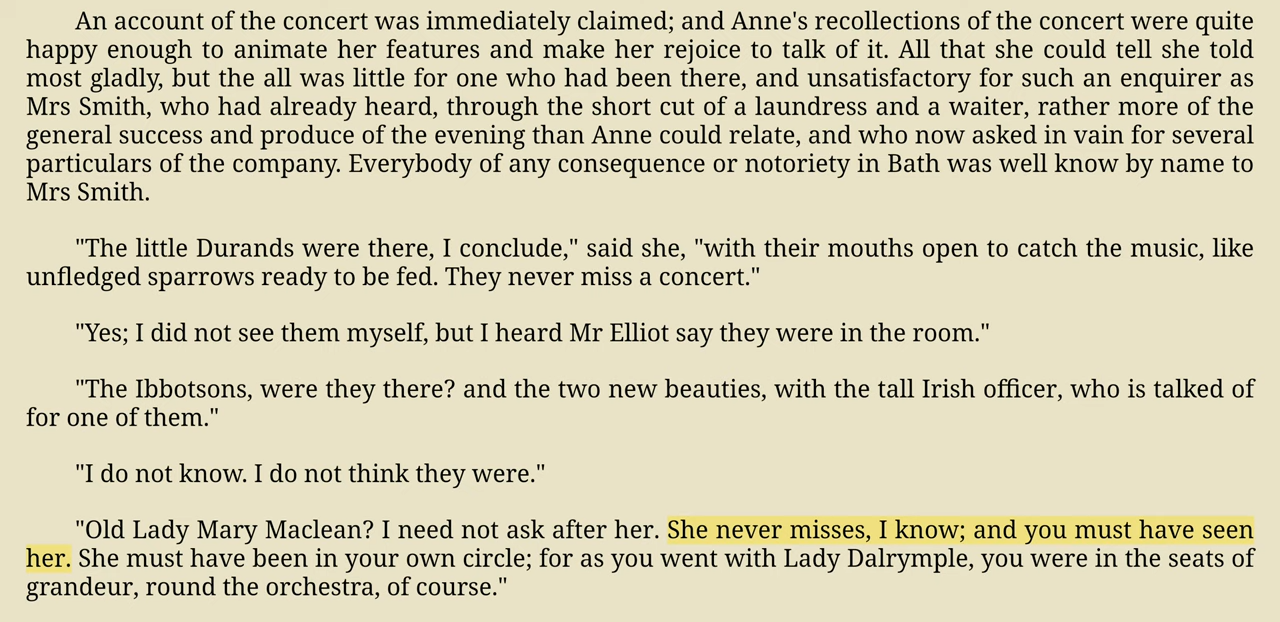 An account of the concert was immediately claimed; and Anne's recollections of the concert were quite
happy enough to animate her features and make her rejoice to talk of it. All that she could tell she told
most gladly, but the all was little for one who had been there, and unsatisfactory for such an enquirer as
Mrs Smith, who had already heard, through the short cut of a laundress and a waiter, rather more of the
general success and produce of the evening than Anne could relate, and who now asked in vain for several
particulars of the company. Everybody of any consequence or notoriety in Bath was well know by name to
Mrs Smith.
"The little Durands were there, I conclude," said she, "with their mouths open to catch the music, like
unfledged sparrows ready to be fed. They never miss a concert."
"Yes; I did not see them myself, but I heard Mr Elliot say they were in the room."
"The Ibbotsons, were they there? and the two new beauties, with the tall Irish officer, who is talked of
for one of them."
"I do not know. I do not think they were."
"Old Lady Mary Maclean? I need not ask after her. She never misses, I know; and you must have seen
her. She must have been in your own circle; for as you went with Lady Dalrymple, you were in the seats of
grandeur, round the orchestra, of course."